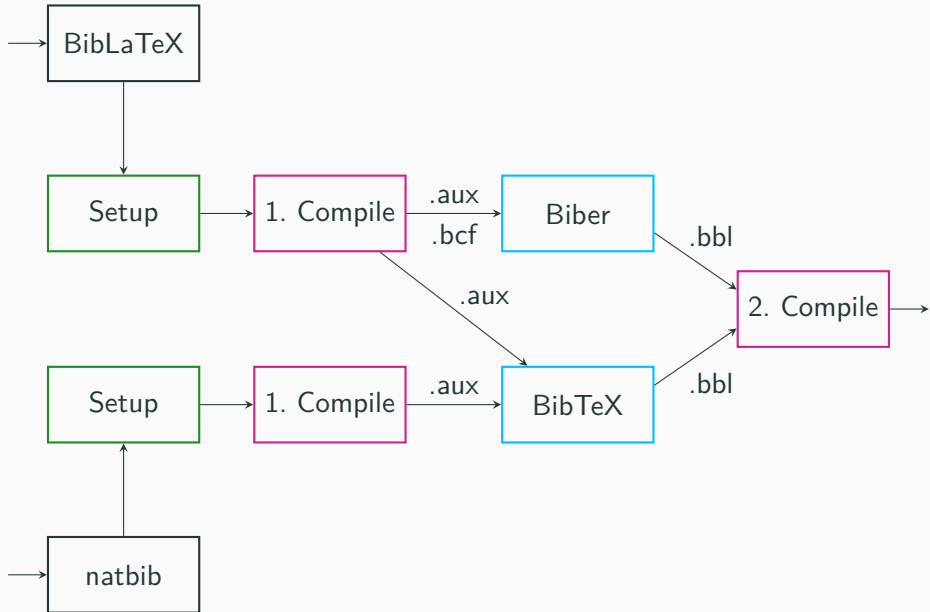 BibLaTeX
Setup
1. Compile
.aux
.bcf
Biber
.bbl
.aux
2. Compile
Setup
1. Compile
.aux
BibTeX
.bbl
natbib